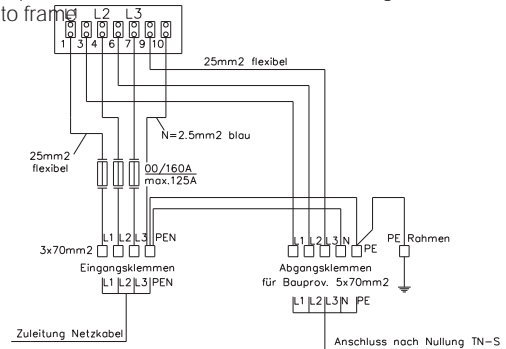 to frame
L1 L2 L3
1 3 4 6 7 9 10
25mm2 flexibel
N=2.5mm2 blau
25mm2
flexibel
00/160A
max.125A
L1 L2 L3 PEN
3x70mm2
Eingangsklemmen
L1 L2 L3 PEN
Zuleitung Netzkabel
L1 L2 L3 N PE
Abgangsklemmen
für Bauprov. 5x70mm2
L1 L2 L3 N PE
Anschluss nach Nullung TN-S
PE Rahmen